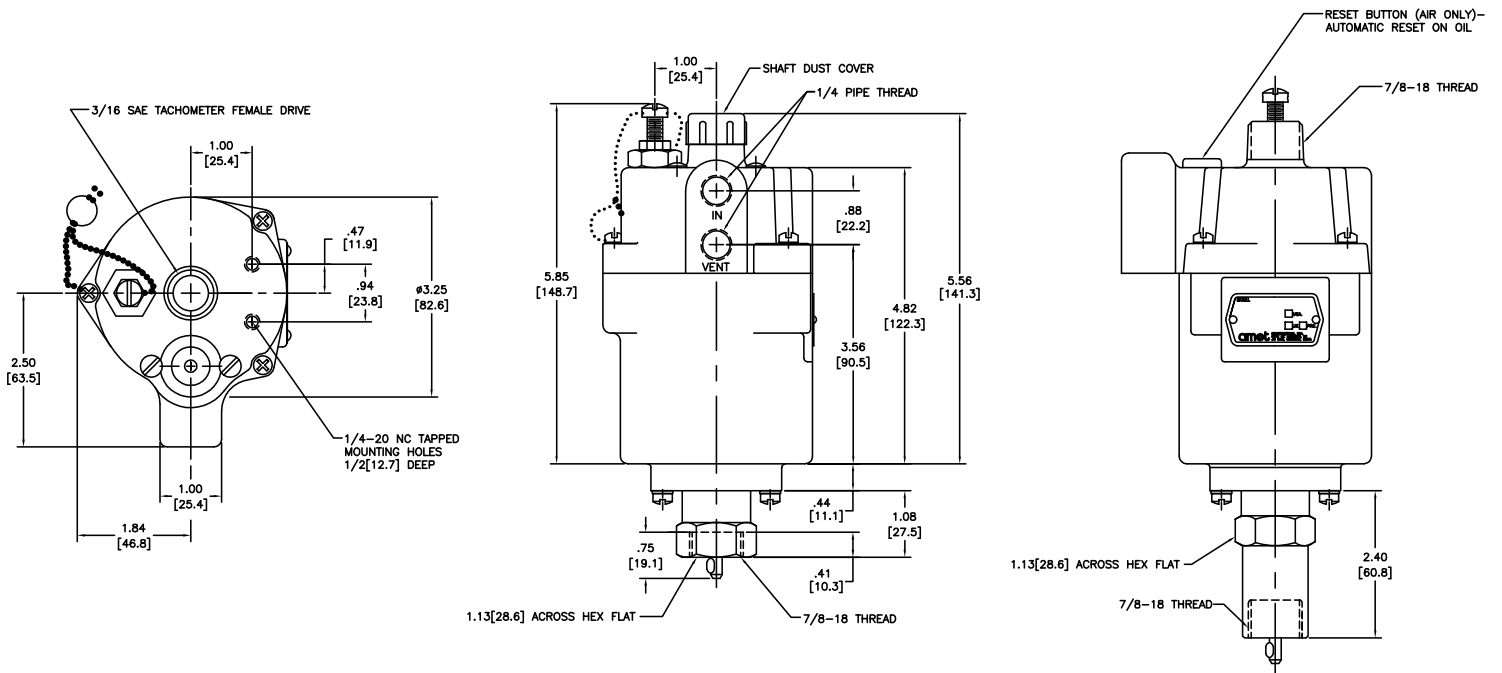 3/16 SAE TACHOMETER FEMALE DRIVE
1.00
[25.4]
.47
[11.9]
.94
[23.8]
ø3.25
[82.6]
2.50
[63.5]
1/4-20 NC TAPPED
MOUNTING HOLES
1/2[12.7] DEEP
1.00
[25.4]
1.84
[46.8]
1.00
[25.4]
SHAFT DUST COVER
1/4 PIPE THREAD
IN
VENT
.88
[22.2]
5.85
[148.7]
5.56
[141.3]
4.82
[122.3]
3.56
[90.5]
.44
[11.1]
1.08
[27.5]
.75
[19.1]
.41
[10.3]
1.13[28.6] ACROSS HEX FLAT
7/8-18 THREAD
RESET BUTTON (AIR ONLY)-
AUTOMATIC RESET ON OIL
7/8-18 THREAD
MODEL
amot
1.13[28.6] ACROSS HEX FLAT
2.40
[60.8]
7/8-18 THREAD